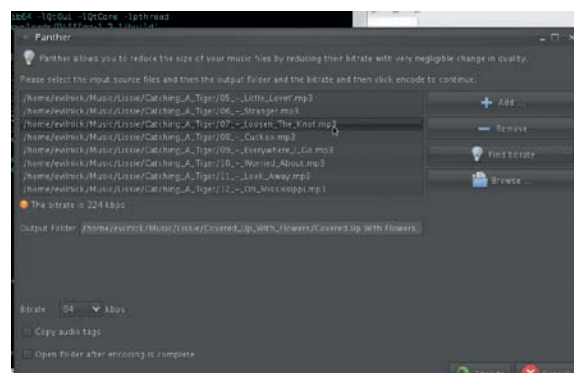 ib64 -lQtGui -lQtCore -lpthread
Panther
Panther allows you to reduce the size of your music files by reducing their bitrate with very negligible change in quality.
Please select the input source files and then the output folder and the bitrate and then click encode to continue.
/home/evilnick/Music/Lissie/Catching_A_Tiger/05_-_Little_Lovin'.mp3
/home/evilnick/Music/Lissie/Catching_A_Tiger/06_-_Stranger.mp3
/home/evilnick/Music/Lissie/Catching_A_Tiger/07_-_Loosen_The_Knot.mp3
/home/evilnick/Music/Lissie/Catching_A_Tiger/08_-_Cuckoo.mp3
/home/evilnick/Music/Lissie/Catching_A_Tiger/09_-_Everywhere_I_Go.mp3
/home/evilnick/Music/Lissie/Catching_A_Tiger/10_-_Worried_About.mp3
/home/evilnick/Music/Lissie/Catching_A_Tiger/11_-_Look_Away.mp3
/home/evilnick/Music/Lissie/Catching_A_Tiger/12_-_Oh_Mississippi.mp3
Add ...
Remove
Find bitrate
Browse ...
The bitrate is 224 kbps
Output Folder /home/evilnick/Music/Lissie/Covered_Up_With_Flowers/Covered Up With Flowers
Bitrate 64 kbps
Copy audio tags
Open folder after encoding is complete